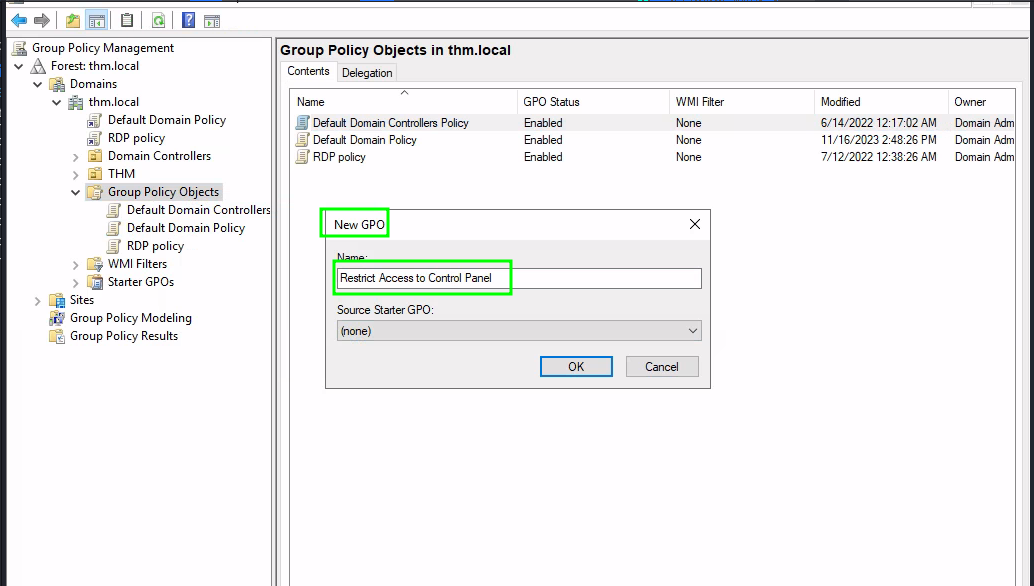 Group Policy Management
Forest: thm.local
Domains
thm.local
Default Domain Policy
RDP policy
Domain Controllers
THM
Group Policy Objects
Default Domain Controllers
Default Domain Policy
RDP policy
WMI Filters
Starter GPOs
Sites
Group Policy Modeling
Group Policy Results
Group Policy Objects in thm.local
Contents Delegation
Name GPO Status WMI Filter Modified Owner
Default Domain Controllers Policy Enabled None 6/14/2022 12:17:02 AM Domain Adm
Default Domain Policy Enabled None 11/16/2023 2:48:26 PM Domain Adm
RDP policy Enabled None 7/12/2022 12:38:26 AM Domain Adm
New GPO
Name:
Restrict Access to Control Panel
Source Starter GPO:
(none)
OK Cancel